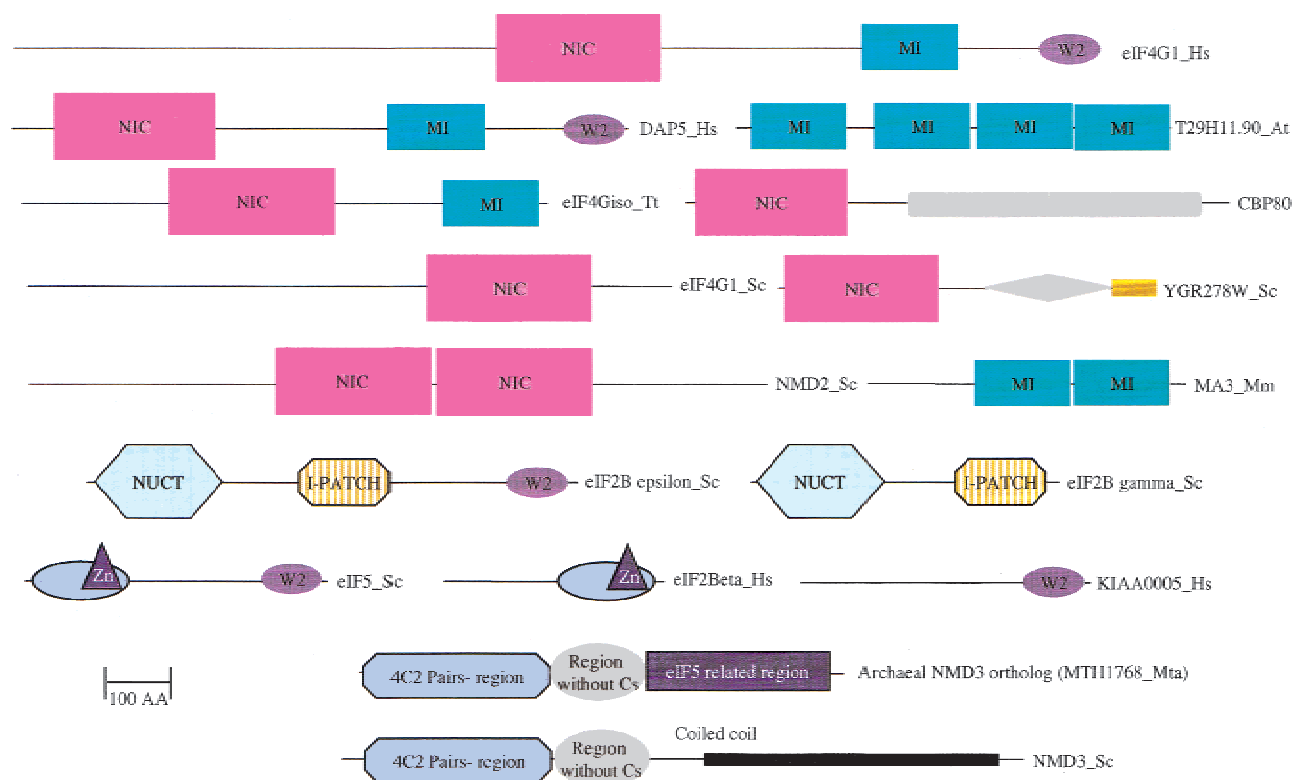 NIC MI W2 eIF4G1_Hs
NIC MI W2 DAP5_Hs MI MI MI MI T29H11.90_At
NIC MI eIF4Giso_Tt NIC CBP80
NIC eIF4G1_Sc NIC YGR278W_Sc
NIC NIC NMD2_Sc MI MI MA3_Mm
NUCT I-PATCH W2 eIF2B epsilon_Sc NUCT I-PATCH eIF2B gamma_Sc
Zn W2 eIF5_Sc Zn eIF2Beta_Hs W2 KIAA0005_Hs
100 AA
4C2 Pairs- region
Region
without Cs
eIF5 related region
Archaeal NMD3 ortholog (MTH1768_Mta)
Coiled coil
4C2 Pairs- region
Region
without Cs
NMD3_Sc